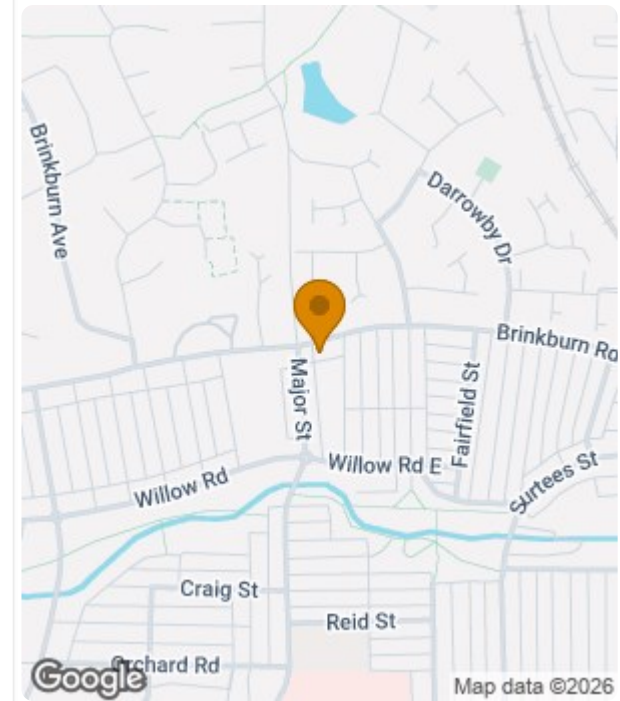 Brinkburn Ave
Darrowby Dr
Brinkburn Rd
Major St
Fairfield St
Willow Rd E
Willow Rd
Surtees St
Craig St
Reid St
Orchard Rd
Google
Map data ©2026